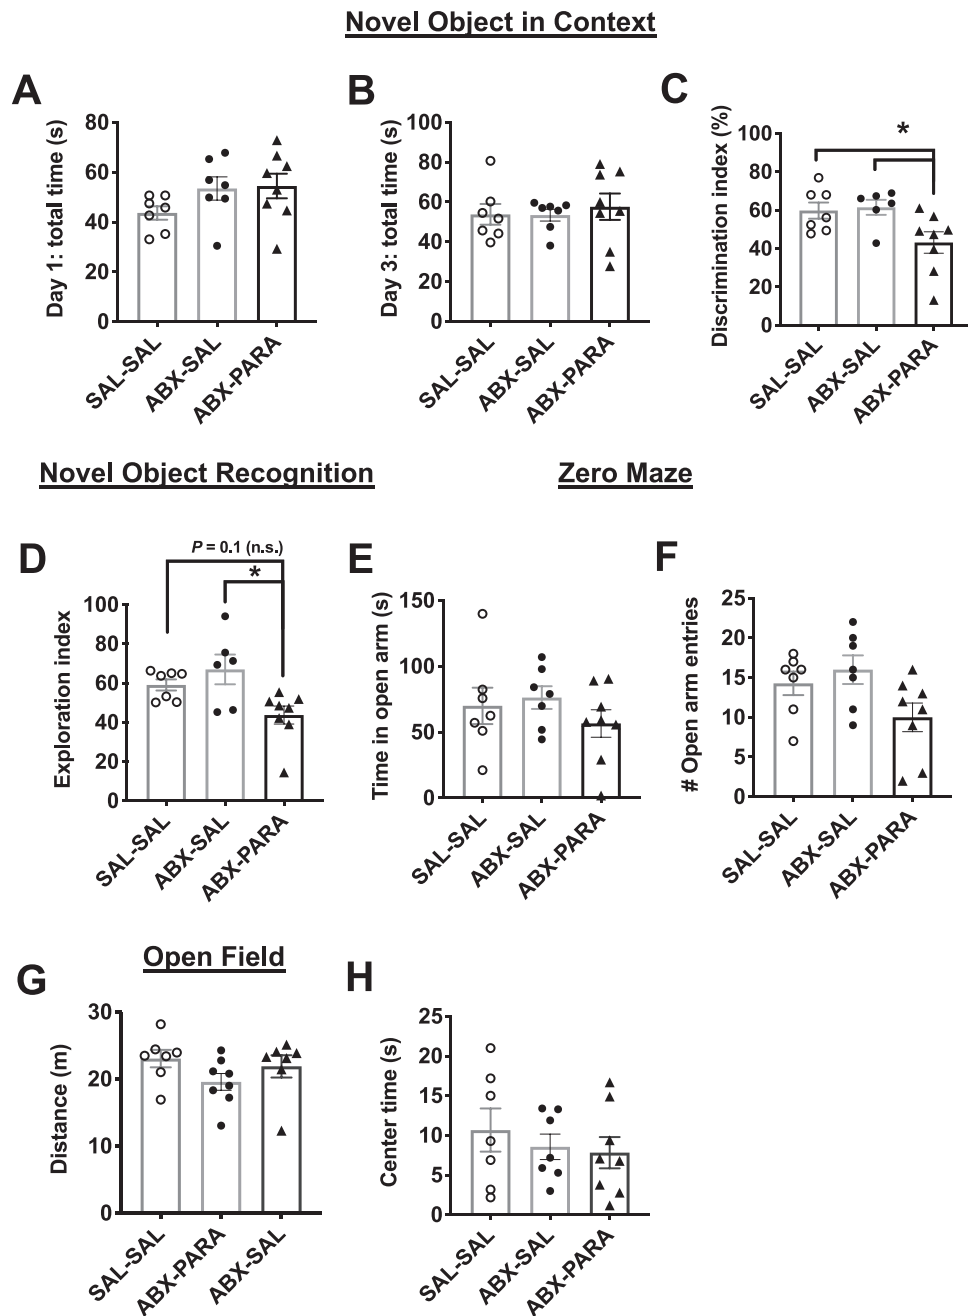 Novel Object in Context
A
Day 1: total time (s)
80
60
40
20
0
SAL-SAL
ABX-SAL
ABX-PARA
B
Day 3: total time (s)
100
80
60
40
20
0
SAL-SAL
ABX-SAL
ABX-PARA
C
Discrimination index (%)
100
80
60
40
20
0
*
SAL-SAL
ABX-SAL
ABX-PARA
Novel Object Recognition
Zero Maze
D
Exploration index
100
80
60
40
20
0
P = 0.1 (n.s.)
*
SAL-SAL
ABX-SAL
ABX-PARA
E
Time in open arm (s)
150
100
50
0
SAL-SAL
ABX-SAL
ABX-PARA
F
# Open arm entries
25
20
15
10
5
0
SAL-SAL
ABX-SAL
ABX-PARA
Open Field
G
Distance (m)
30
20
10
0
SAL-SAL
ABX-PARA
ABX-SAL
H
Center time (s)
25
20
15
10
5
0
SAL-SAL
ABX-SAL
ABX-PARA